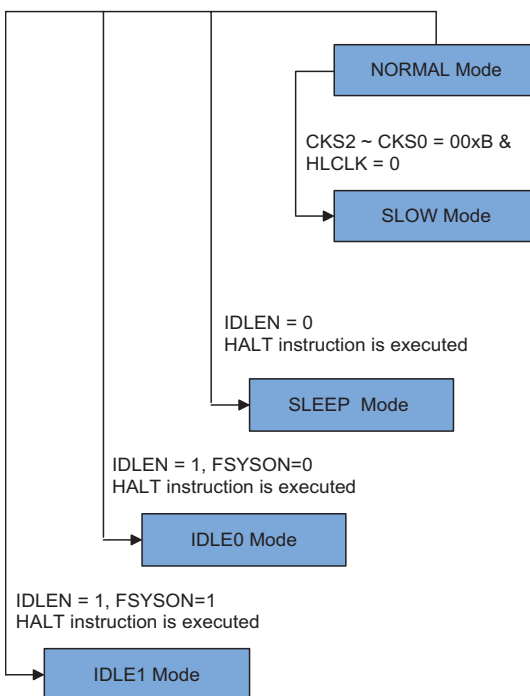 NORMAL Mode
CKS2 ~ CKS0 = 00xB &
HLCLK = 0
SLOW Mode
IDLEN = 0
HALT instruction is executed
SLEEP Mode
IDLEN = 1, FSYSON=0
HALT instruction is executed
IDLE0 Mode
IDLEN = 1, FSYSON=1
HALT instruction is executed
IDLE1 Mode